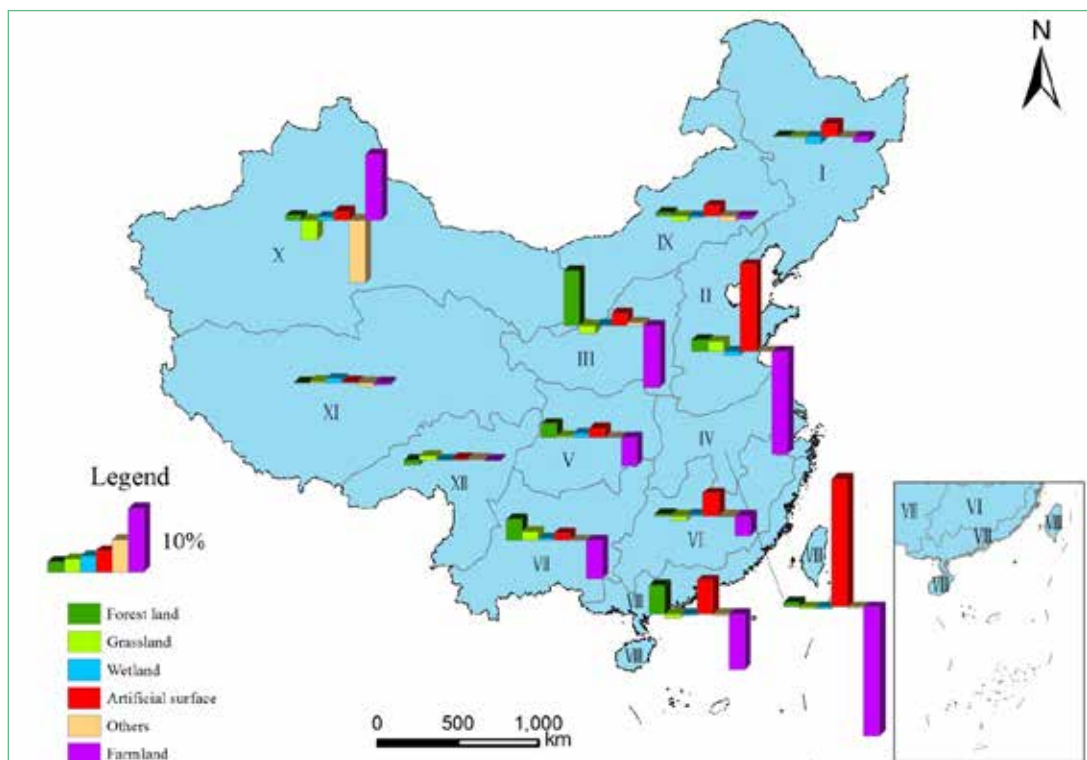 N
I
IX
X
II
III
XI
IV
V
XII
Legend
10%
VI
VII
VIII
VIII
VIII
Forest land
Grassland
Wetland
Artificial surface
Others
Farmland
0 500 1,000
km
VII
VI
VIII
VIII
VIII